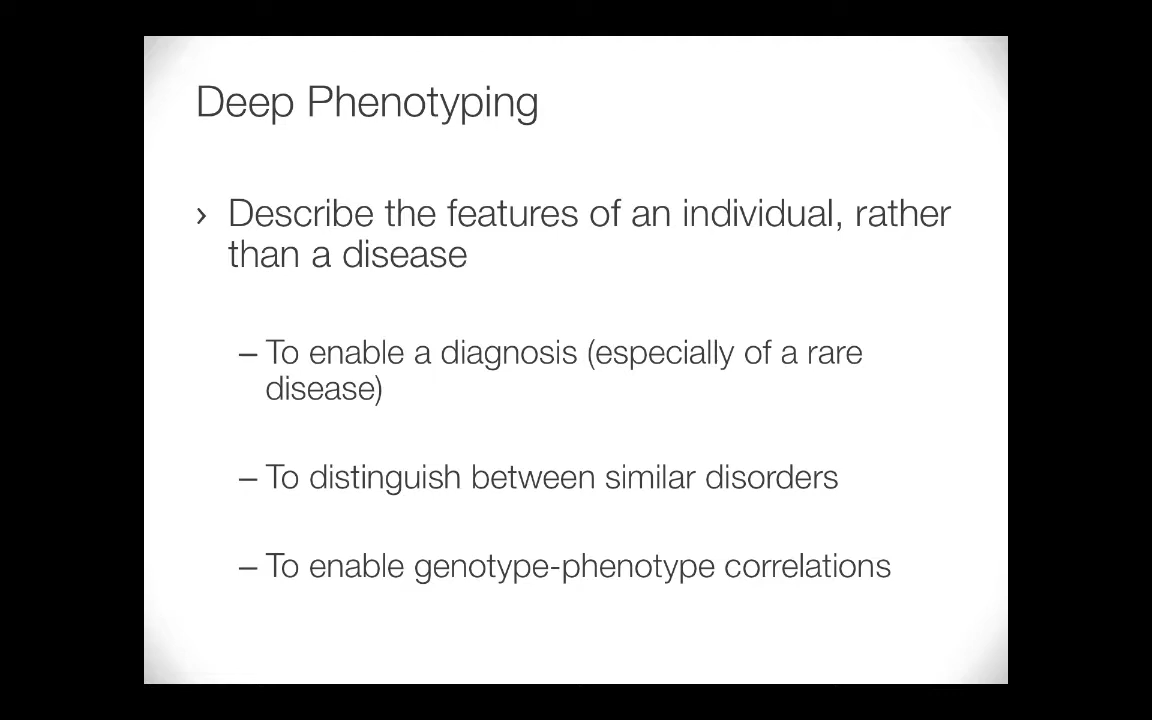 Deep Phenotyping
› Describe the features of an individual, rather
than a disease
– To enable a diagnosis (especially of a rare
disease)
– To distinguish between similar disorders
– To enable genotype-phenotype correlations